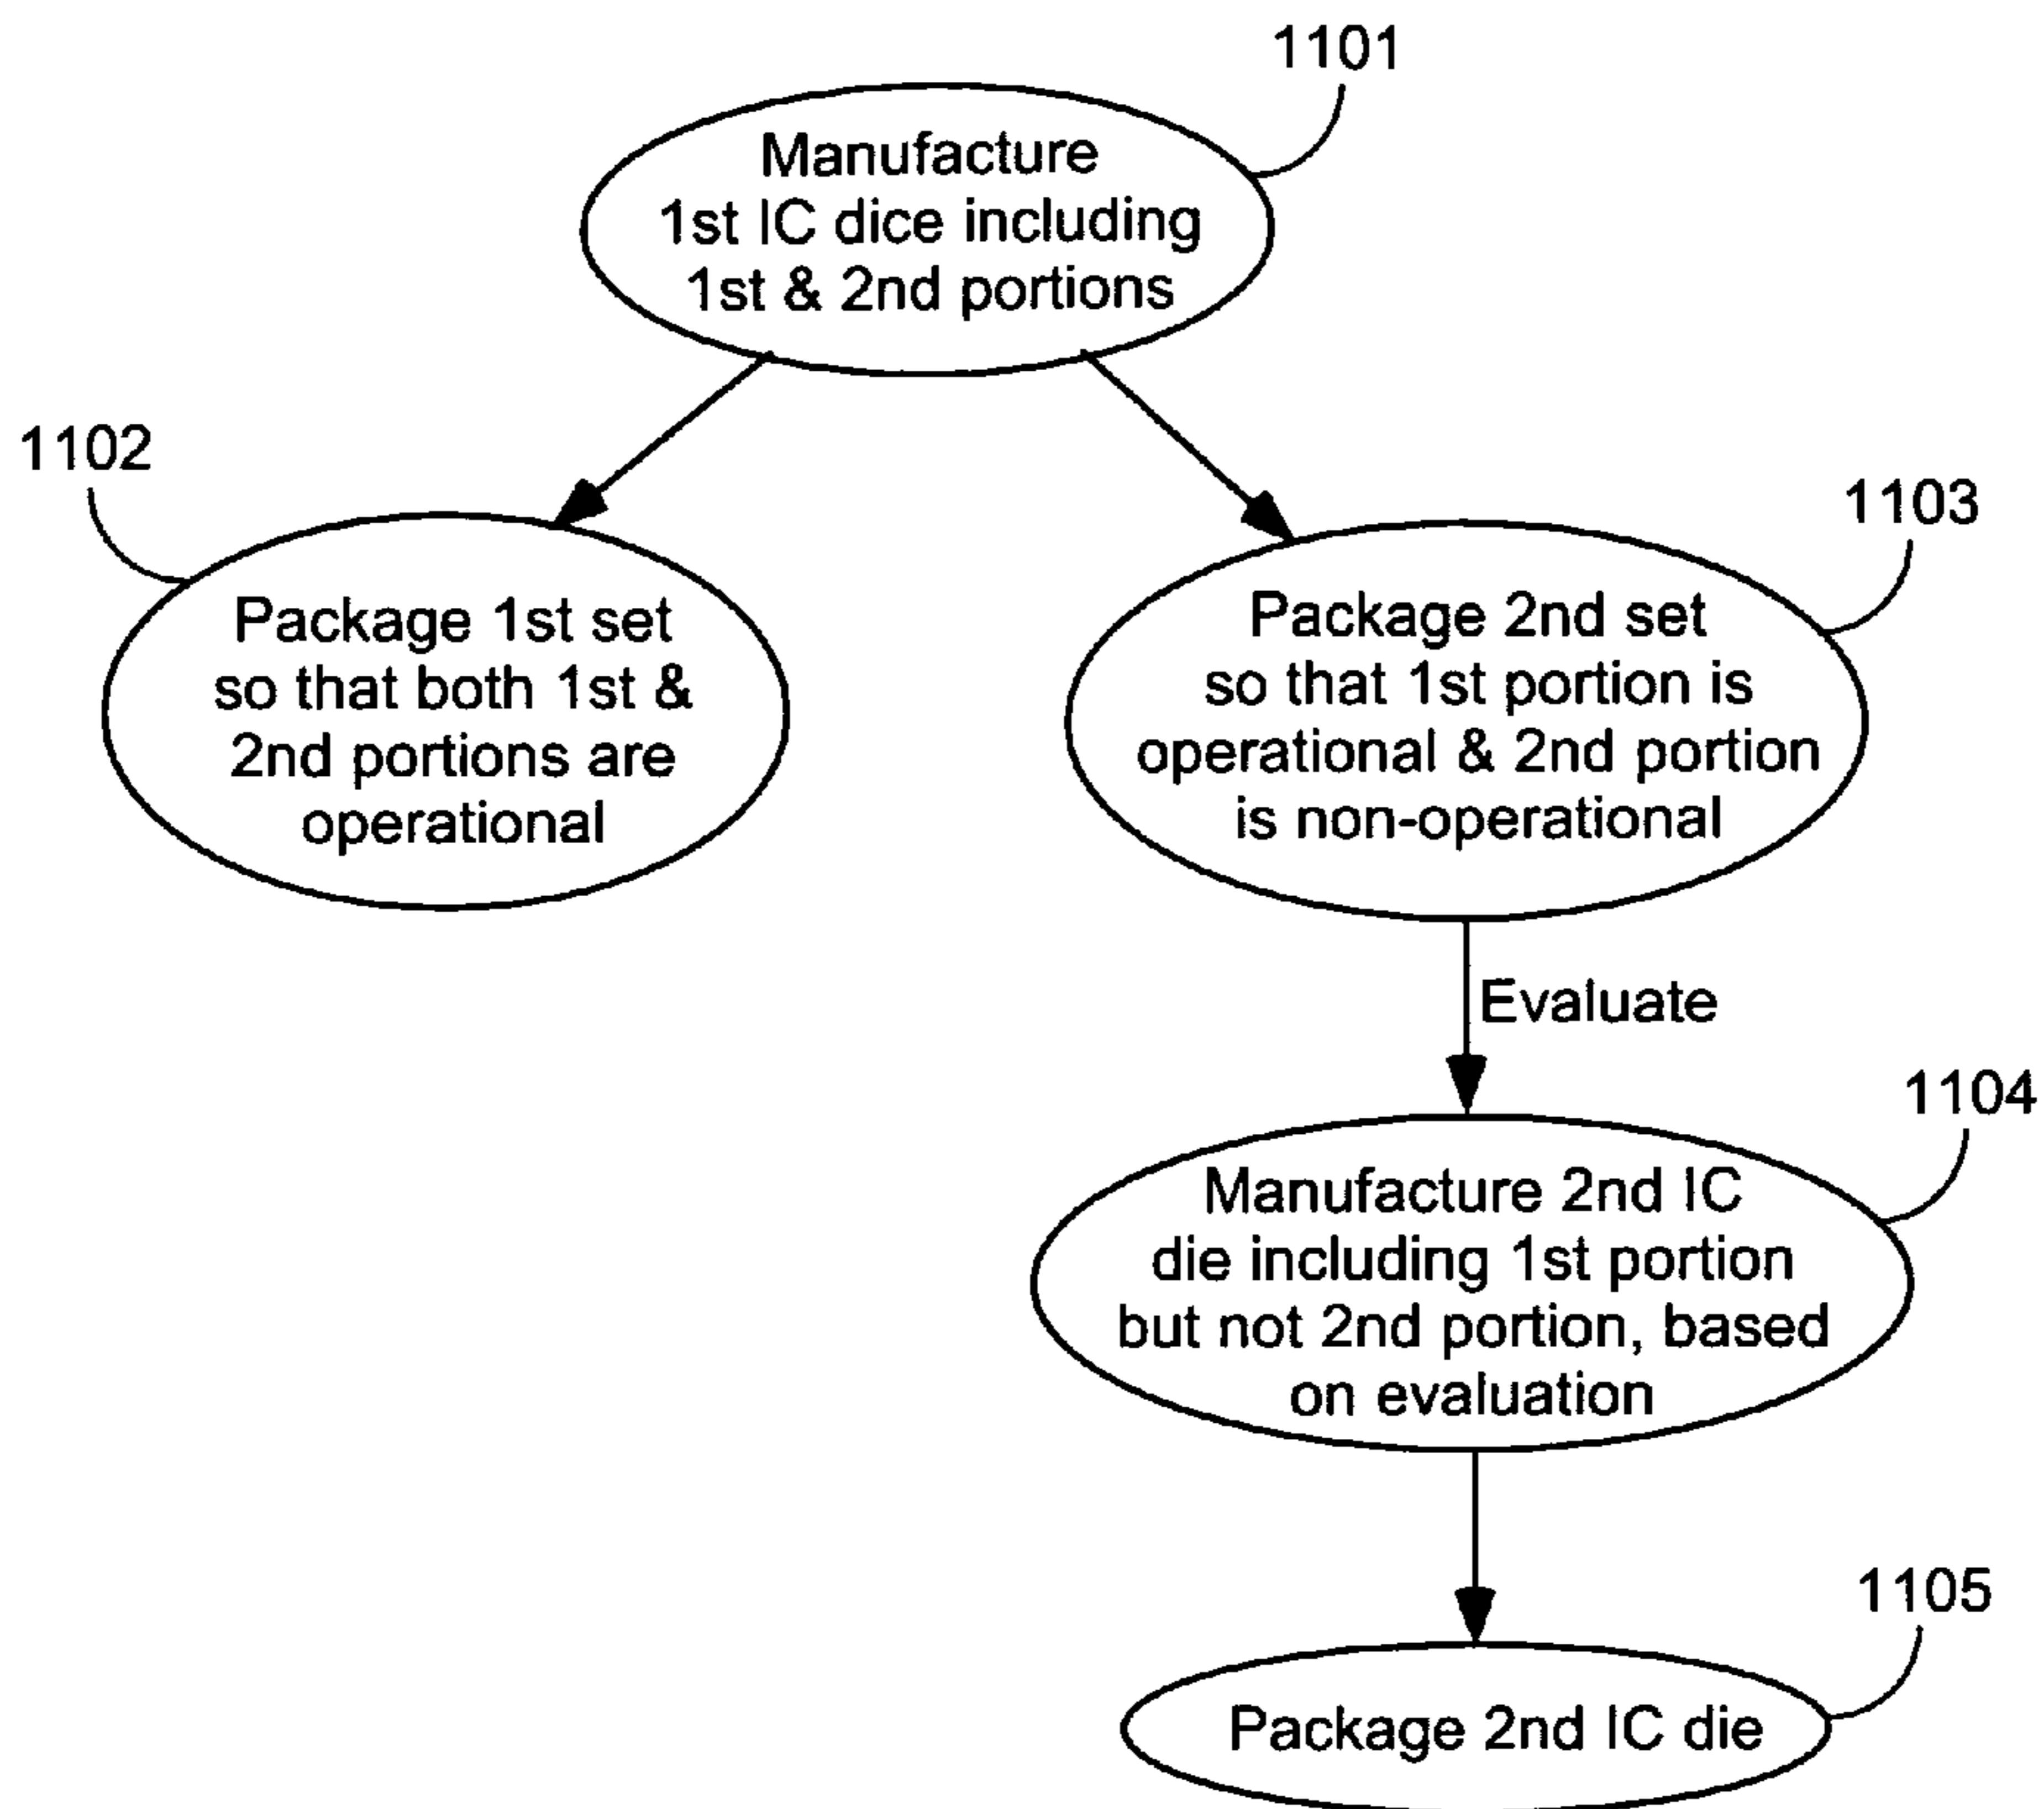 1101
Manufacture
1st IC dice including
1st & 2nd portions
1102
Package 1st set
so that both 1st &
2nd portions are
operational
1103
Package 2nd set
so that 1st portion is
operational & 2nd portion
is non-operational
Evaluate
1104
Manufacture 2nd IC
die including 1st portion
but not 2nd portion, based
on evaluation
1105
Package 2nd IC die